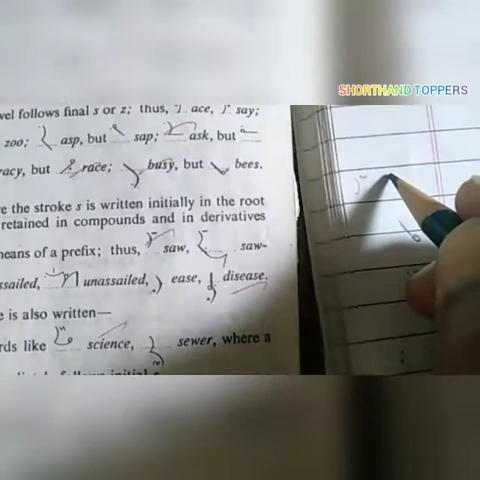 SHORTHAND TOPPERS
vel follows final s or z; thus, ace, say;
zoo; asp, but sap; ask, but
racy, but race; busy, but bees.
e the stroke s is written initially in the root
retained in compounds and in derivatives
means of a prefix; thus, saw, saw-
ssailed, unassailed, ease, disease.
e is also written—
rds like science, sewer, where a